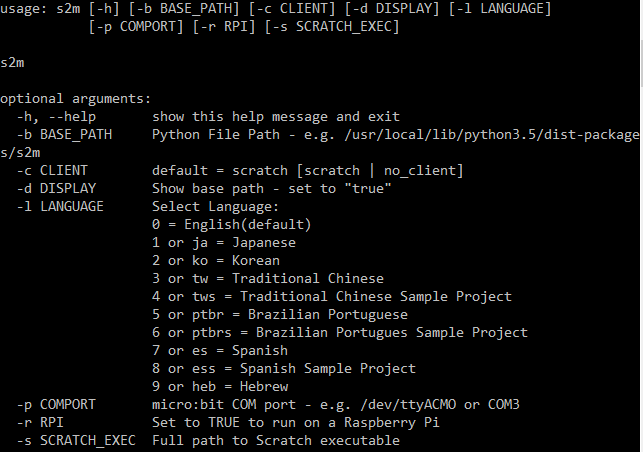 usage: s2m [-h] [-b BASE_PATH] [-c CLIENT] [-d DISPLAY] [-l LANGUAGE]
           [-p COMPORT] [-r RPI] [-s SCRATCH_EXEC]
s2m
optional arguments:
  -h, --help       show this help message and exit
  -b BASE_PATH     Python File Path - e.g. /usr/local/lib/python3.5/dist-package
s/s2m
  -c CLIENT        default = scratch [scratch | no_client]
  -d DISPLAY       Show base path - set to "true"
  -l LANGUAGE      Select Language:
                   0 = English(default)
                   1 or ja = Japanese
                   2 or ko = Korean
                   3 or tw = Traditional Chinese
                   4 or tws = Traditional Chinese Sample Project
                   5 or ptbr = Brazilian Portuguese
                   6 or ptbrs = Brazilian Portugues Sample Project
                   7 or es = Spanish
                   8 or ess = Spanish Sample Project
                   9 or heb = Hebrew
  -p COMPORT       micro:bit COM port - e.g. /dev/ttyACMO or COM3
  -r RPI           Set to TRUE to run on a Raspberry Pi
  -s SCRATCH_EXEC  Full path to Scratch executable